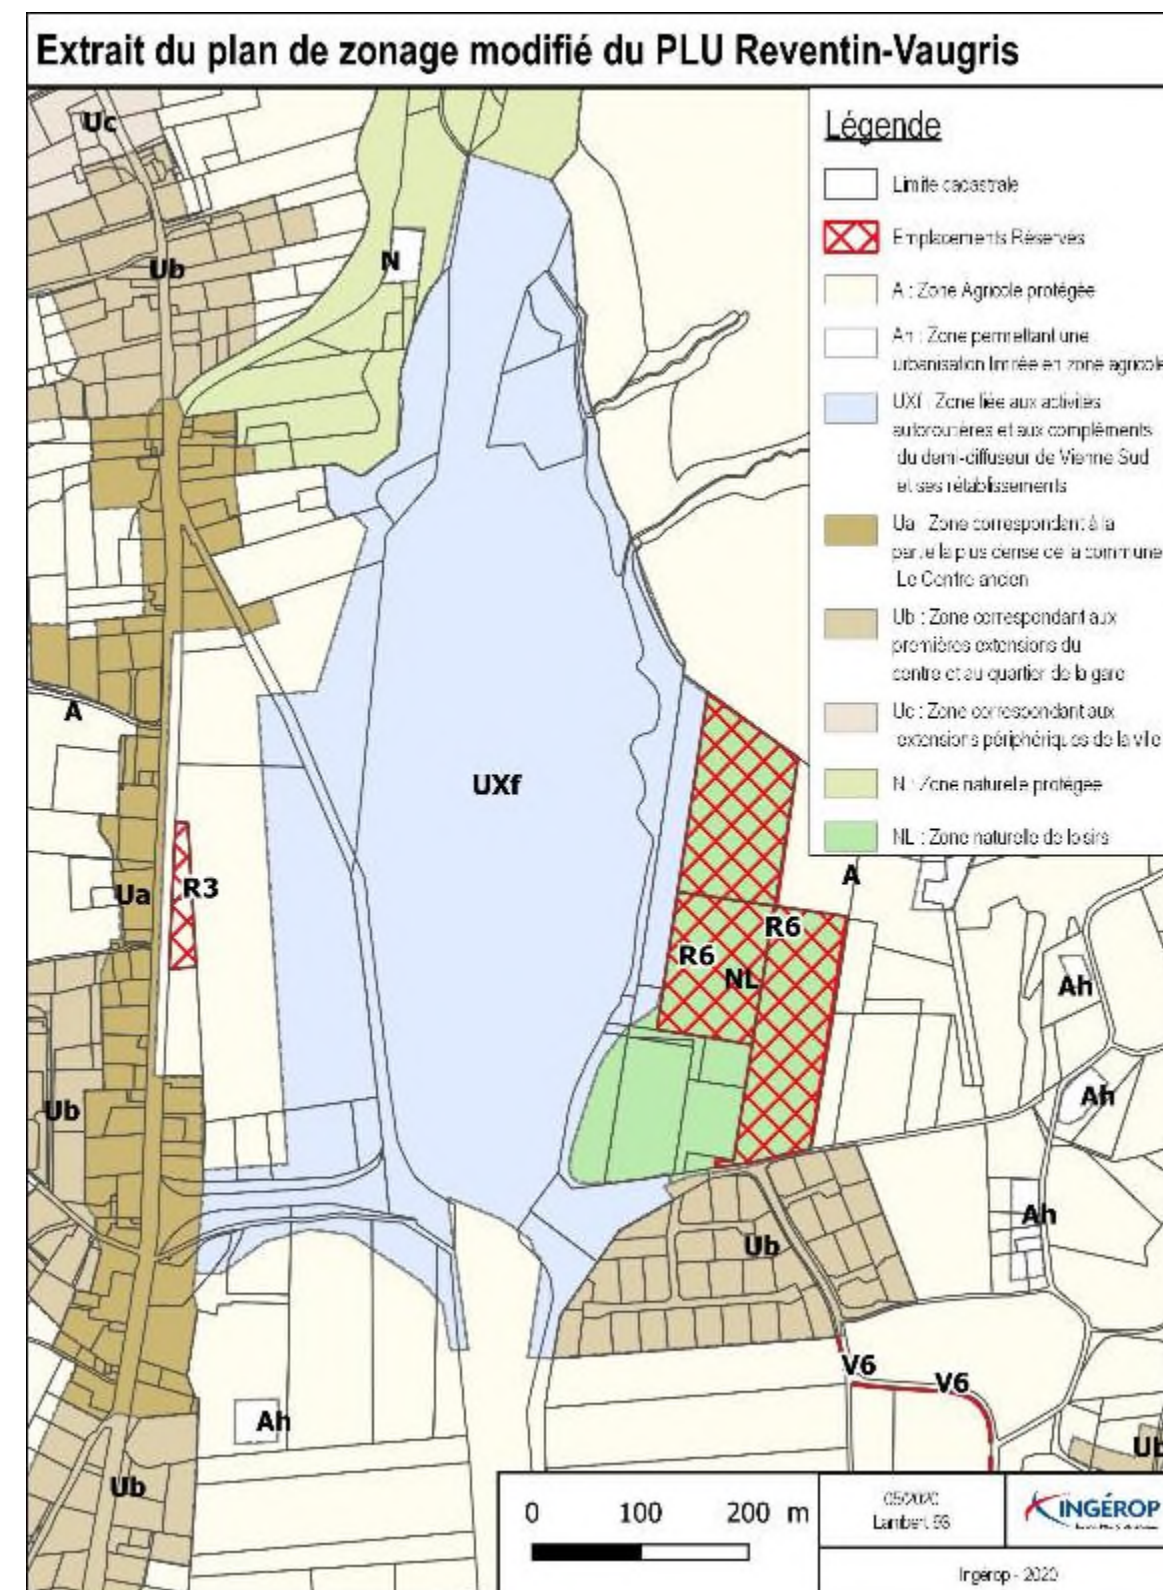 Extrait du plan de zonage modifié du PLU Reventin-Vaugris
Légende
Limite cadastrale
Emplacements Réservés
A : Zone Agricole protégée
Ah : Zone permettant une
urbanisation limitée en zone agricole
UXf : Zone liée aux activités
autoroutières et aux compléments
du demi-diffuseur de Vienne Sud
et ses rétablissements
Ua : Zone correspondant à la
partie la plus dense de la commune
Le Centre ancien
Ub : Zone correspondant aux
premières extensions du
centre et au quartier de la gare
Uc : Zone correspondant aux
extensions périphériques de la ville
N : Zone naturelle protégée
NL : Zone naturelle de loisirs
Uc
Ub
N
A
UXf
Ua
R3
A
R6
R6
NL
Ah
Ub
Ah
Ah
Ub
V6
V6
Ah
Ub
Ub
0 100 200 m
05/2020
Lambert 93
INGÉROP
Ingérop - 2020